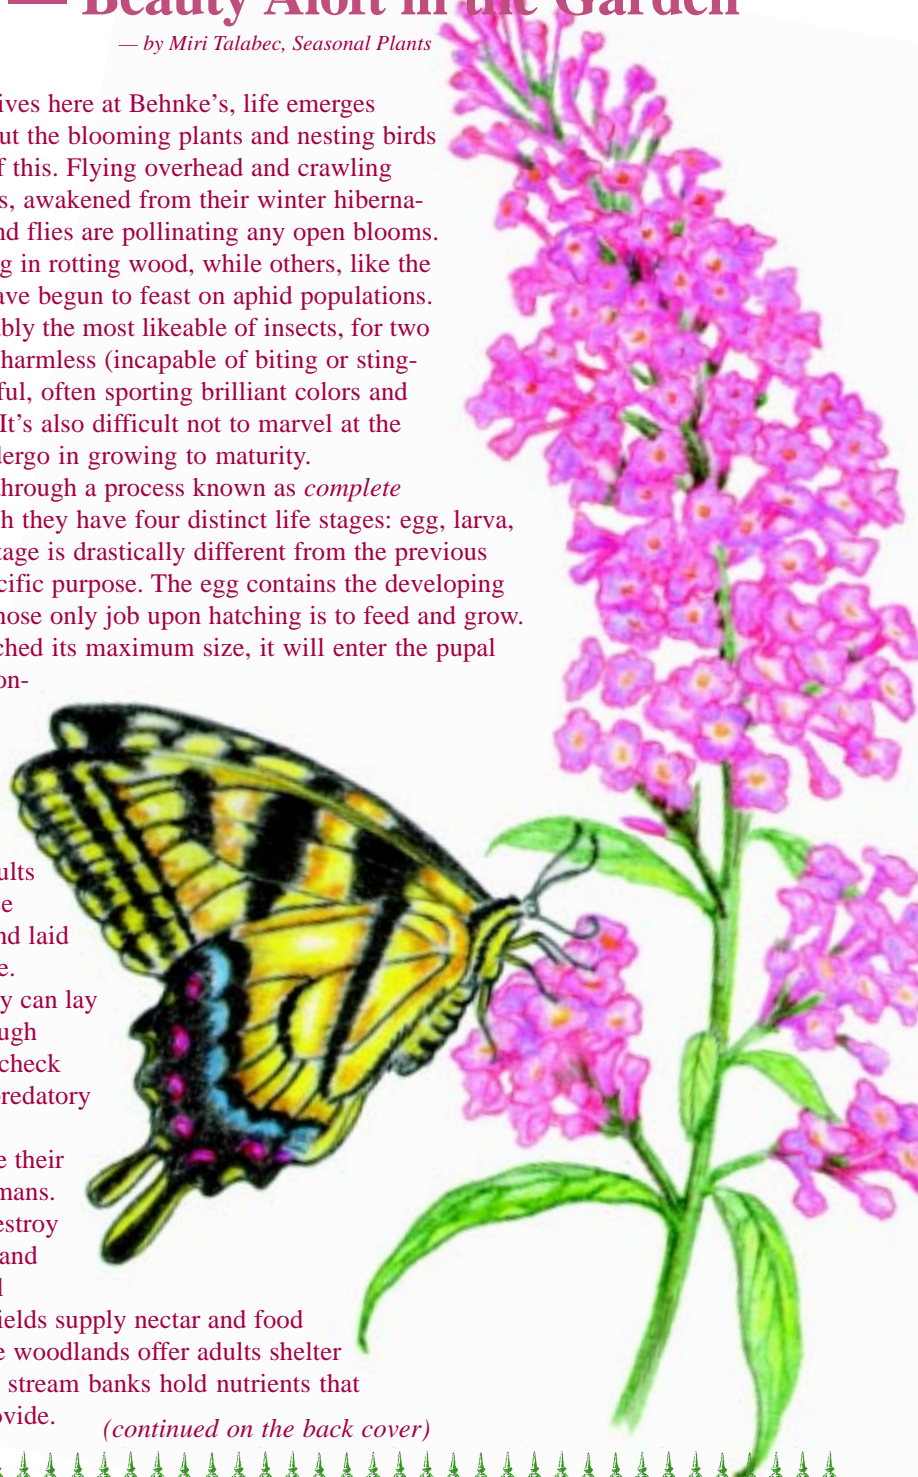 — Beauty Aloft in the Garden
— by Miri Talabec, Seasonal Plants
ives here at Behnke’s, life emerges
ut the blooming plants and nesting birds
f this. Flying overhead and crawling
s, awakened from their winter hiberna-
nd flies are pollinating any open blooms.
g in rotting wood, while others, like the
ave begun to feast on aphid populations.
bly the most likeable of insects, for two
harmless (incapable of biting or sting-
ful, often sporting brilliant colors and
It’s also difficult not to marvel at the
dergo in growing to maturity.
through a process known as complete
h they have four distinct life stages: egg, larva,
tage is drastically different from the previous
cific purpose. The egg contains the developing
hose only job upon hatching is to feed and grow.
ched its maximum size, it will enter the pupal
on-
ults
e
nd laid
e.
y can lay
ugh
check
predatory
e their
mans.
estroy
and
l
ields supply nectar and food
e woodlands offer adults shelter
stream banks hold nutrients that
ovide.
(continued on the back cover)